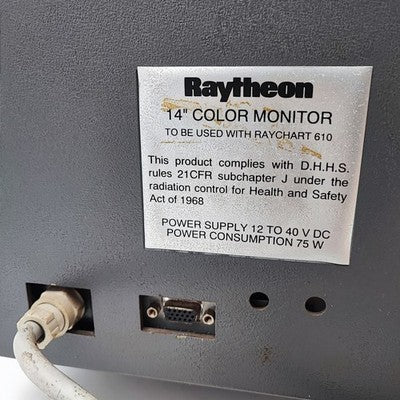 Raytheon
14" COLOR MONITOR
TO BE USED WITH RAYCHART 610
This product complies with D.H.H.S.
rules 21CFR subchapter J under the
radiation control for Health and Safety
Act of 1968
POWER SUPPLY 12 TO 40 V DC
POWER CONSUMPTION 75 W